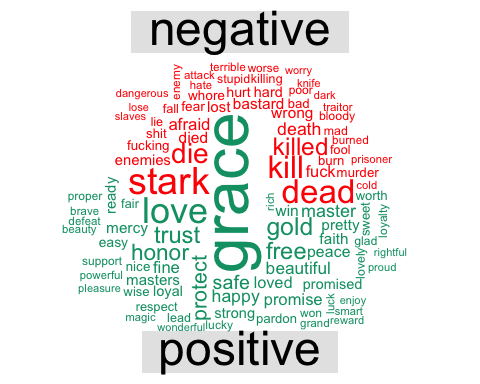 negative
terrible worse
enemy attack worry
stupid killing
hate knife
dangerous whore hurt hard poor dark
lose fall fear lost bastard bad traitor
slaves lie afraid wrong bloody
shit died death mad
fucking die killed fool burned
enemies kill burn prisoner
fuck murder
stark dead cold
grace
proper ready fair love rich win master worth
brave gold pretty sweet loyalty
defeat mercy trust faith glad
beauty
easy honor free peace lovely rightful
support nice fine beautiful proud
powerful masters safe loved promised
pleasure wise loyal protect happy promise luck enjoy
respect strong won smart
magic lead pardon grand reward
wonderful lucky
positive